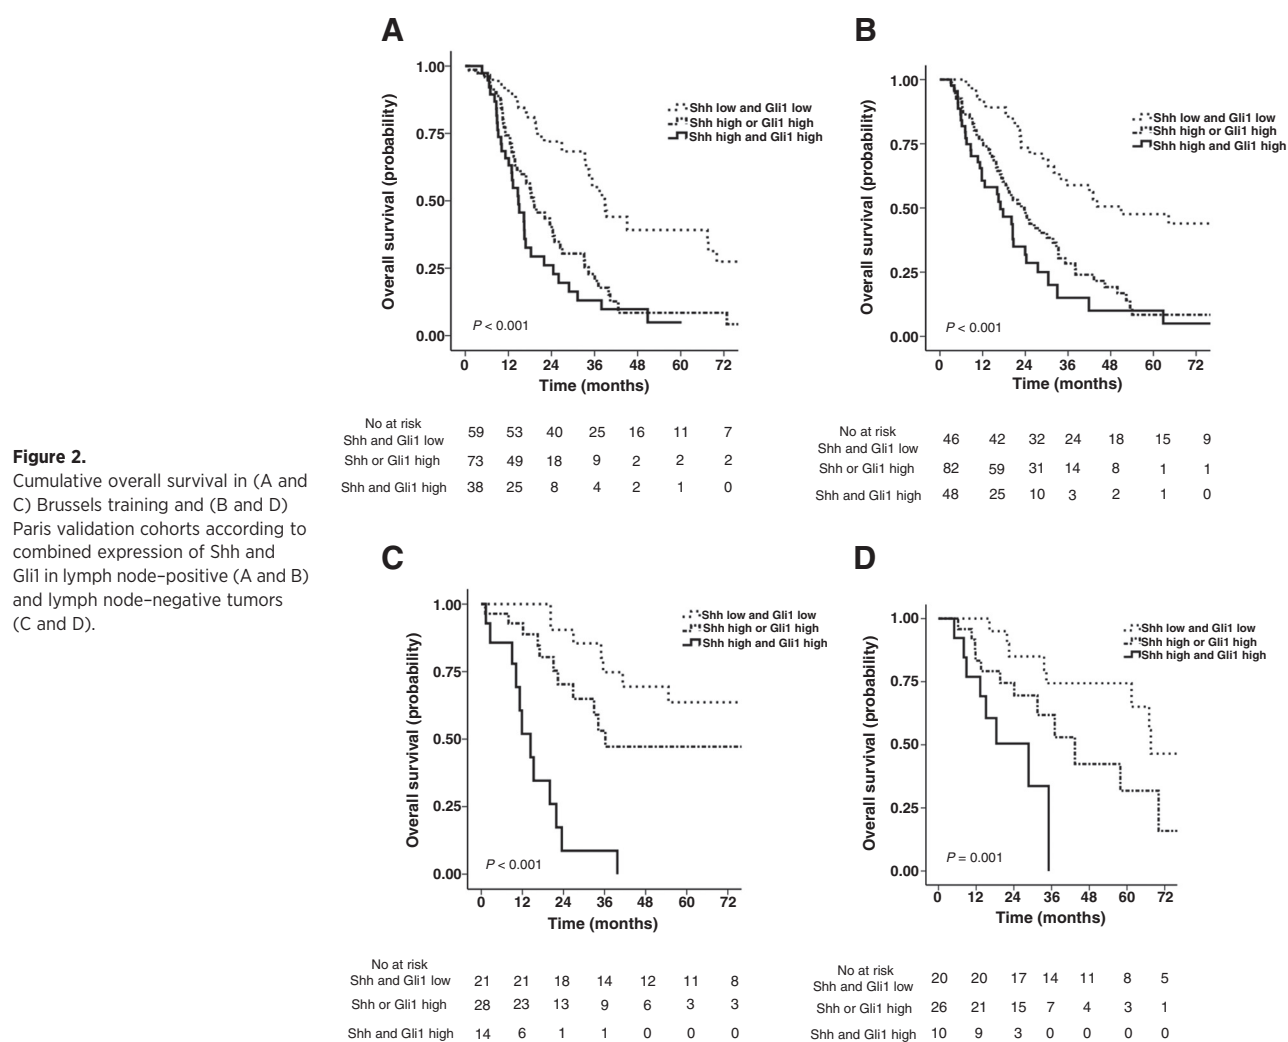 Figure 2.
Cumulative overall survival in (A and
C) Brussels training and (B and D)
Paris validation cohorts according to
combined expression of Shh and
Gli1 in lymph node–positive (A and B)
and lymph node–negative tumors
(C and D).
A
Overall survival (probability)
1.00
0.75
0.50
0.25
0.00
Shh low and Gli1 low
Shh high or Gli1 high
Shh high and Gli1 high
P < 0.001
0 12 24 36 48 60 72
Time (months)
No at risk
Shh and Gli1 low 59 53 40 25 16 11 7
Shh or Gli1 high 73 49 18 9 2 2 2
Shh and Gli1 high 38 25 8 4 2 1 0
B
Overall survival (probability)
1.00
0.75
0.50
0.25
0.00
Shh low and Gli1 low
Shh high or Gli1 high
Shh high and Gli1 high
P < 0.001
0 12 24 36 48 60 72
Time (months)
No at risk
Shh and Gli1 low 46 42 32 24 18 15 9
Shh or Gli1 high 82 59 31 14 8 1 1
Shh and Gli1 high 48 25 10 3 2 1 0
C
Overall survival (probability)
1.00
0.75
0.50
0.25
0.00
Shh low and Gli1 low
Shh high or Gli1 high
Shh high and Gli1 high
P < 0.001
0 12 24 36 48 60 72
Time (months)
No at risk
Shh and Gli1 low 21 21 18 14 12 11 8
Shh or Gli1 high 28 23 13 9 6 3 3
Shh and Gli1 high 14 6 1 1 0 0 0
D
Overall survival (probability)
1.00
0.75
0.50
0.25
0.00
Shh low and Gli1 low
Shh high or Gli1 high
Shh high and Gli1 high
P = 0.001
0 12 24 36 48 60 72
Time (months)
No at risk
Shh and Gli1 low 20 20 17 14 11 8 5
Shh or Gli1 high 26 21 15 7 4 3 1
Shh and Gli1 high 10 9 3 0 0 0 0